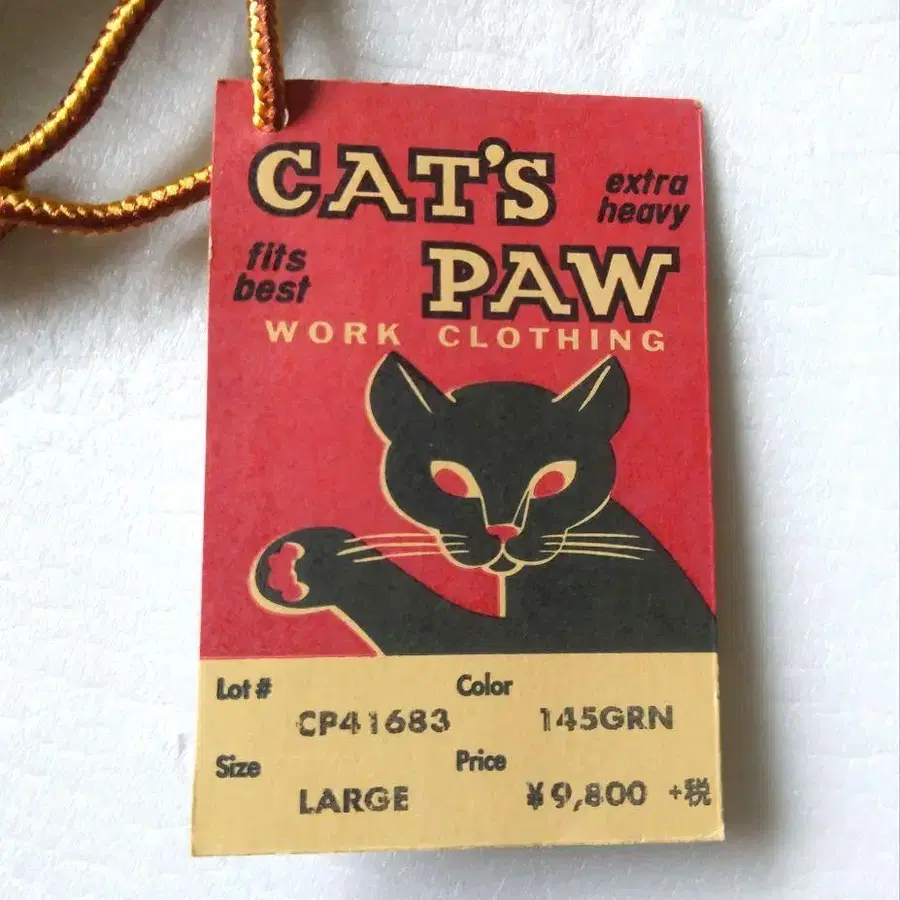 CAT'S
extra
heavy
fits
best
PAW
WORK CLOTHING
Lot # Color
CP41683 145GRN
Size Price
LARGE ¥9,800 +税